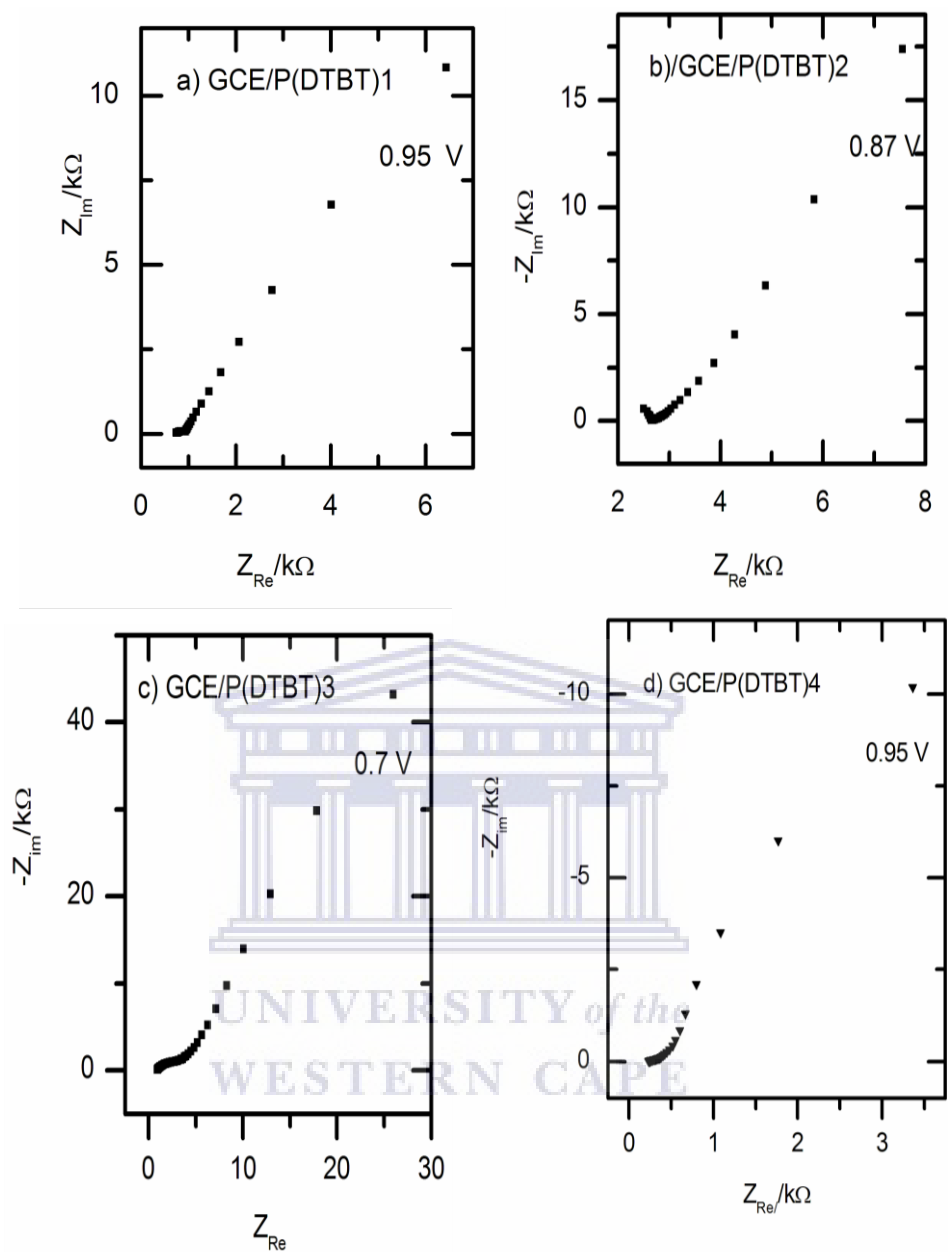 a) GCE/P(DTBT)1
0.95 V
10
5
0
Z_Im/kΩ
0 2 4 6
Z_Re/kΩ
b)/GCE/P(DTBT)2
0.87 V
15
10
5
0
-Z_Im/kΩ
2 4 6 8
Z_Re/kΩ
c) GCE/P(DTBT)3
0.7 V
40
20
0
-Z_im/kΩ
0 10 20 30
Z_Re
d) GCE/P(DTBT)4
0.95 V
-10
-5
0
-Z_im/kΩ
0 1 2 3
Z_Re/kΩ
UNIVERSITY of the
WESTERN CAPE